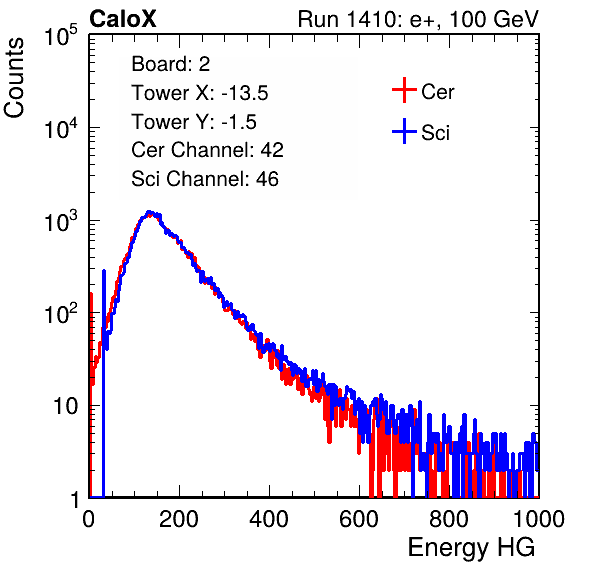 CaloX Run 1410: e+, 100 GeV
Counts
Board: 2
Tower X: -13.5
Tower Y: -1.5
Cer Channel: 42
Sci Channel: 46
Cer
Sci
10^5
10^4
10^3
10^2
10
1
0 200 400 600 800 1000
Energy HG